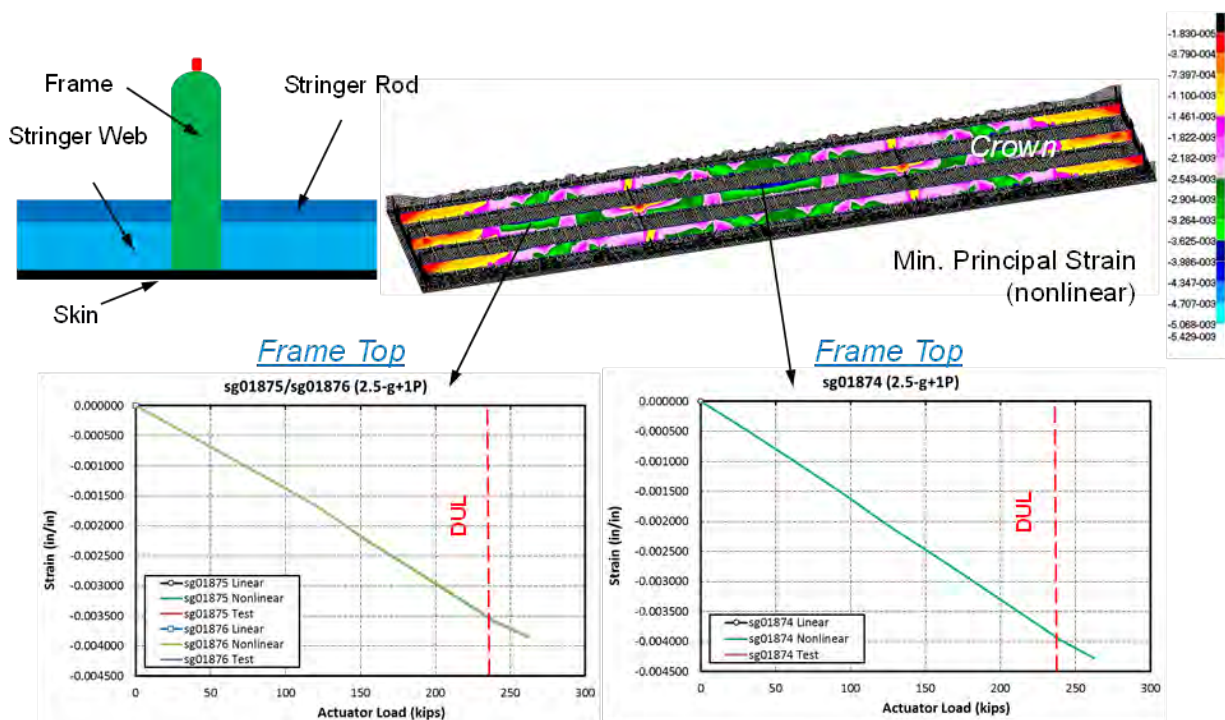 Frame
Stringer Web
Stringer Rod
Skin
Crown
Min. Principal Strain
(nonlinear)
-1.830-005
-3.790-004
-7.397-004
-1.100-003
-1.461-003
-1.822-003
-2.182-003
-2.543-003
-2.904-003
-3.264-003
-3.625-003
-3.986-003
-4.347-003
-4.707-003
-5.068-003
-5.429-003
Frame Top
sg01875/sg01876 (2.5-g+1P)
Strain (in/in)
0.000000
-0.000500
-0.001000
-0.001500
-0.002000
-0.002500
-0.003000
-0.003500
-0.004000
-0.004500
DUL
sg01875 Linear
sg01875 Nonlinear
sg01875 Test
sg01876 Linear
sg01876 Nonlinear
sg01876 Test
0 50 100 150 200 250 300
Actuator Load (kips)
Frame Top
sg01874 (2.5-g+1P)
Strain (in/in)
0.000000
-0.000500
-0.001000
-0.001500
-0.002000
-0.002500
-0.003000
-0.003500
-0.004000
-0.004500
DUL
sg01874 Linear
sg01874 Nonlinear
sg01874 Test
0 50 100 150 200 250 300
Actuator Load (kips)